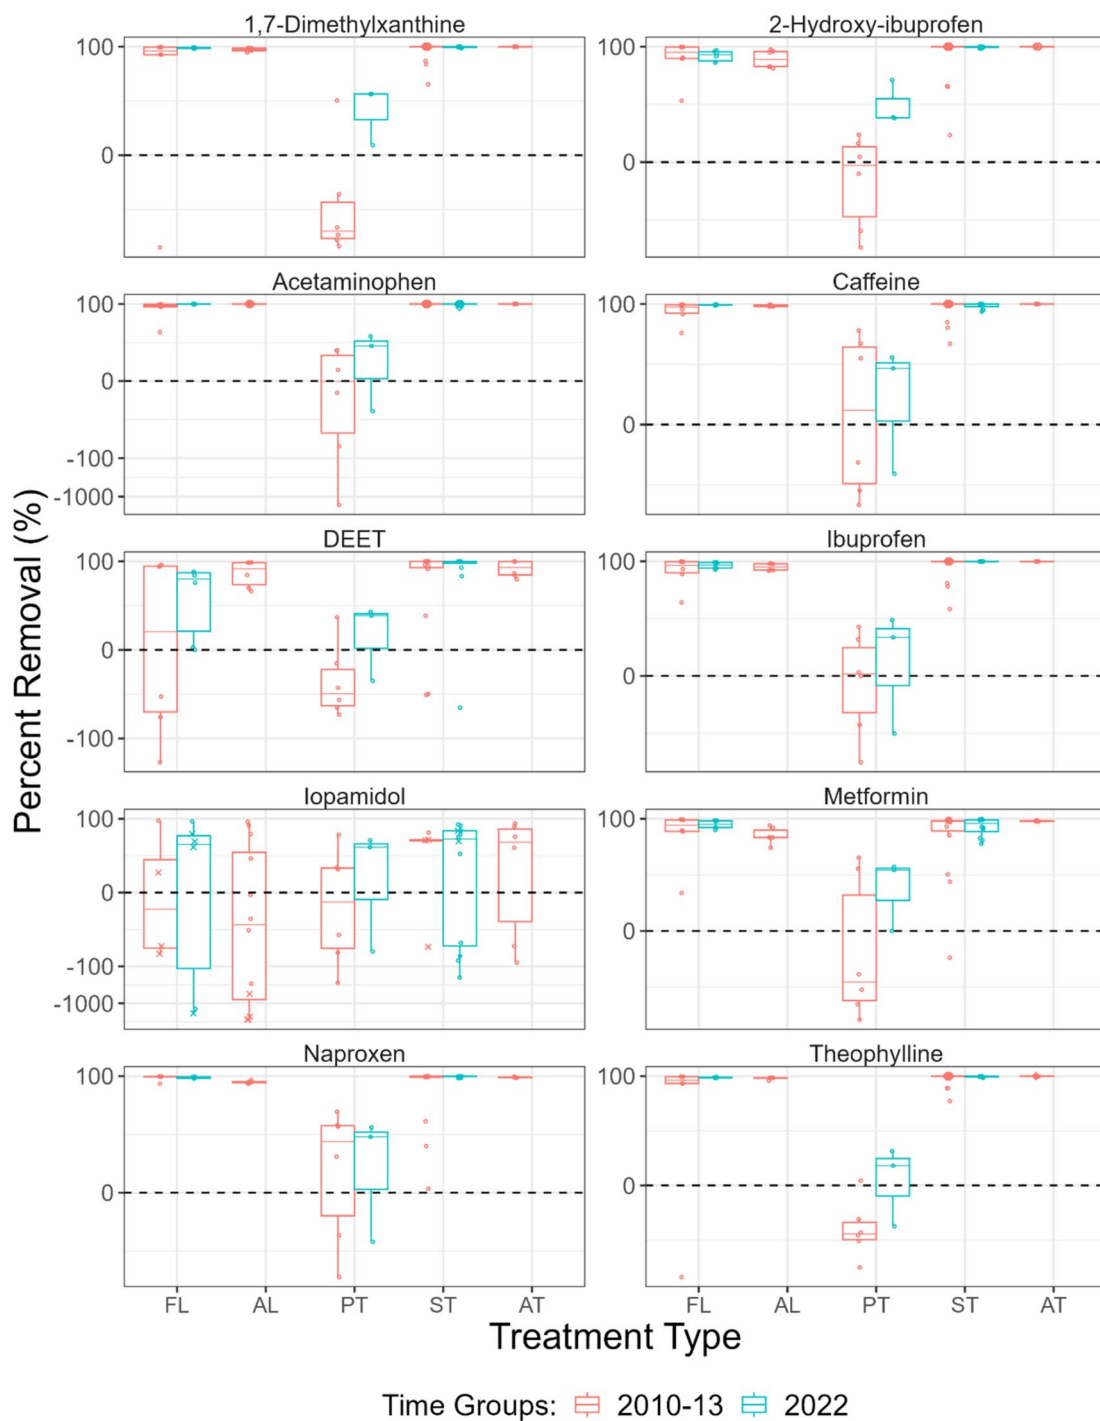 1,7-Dimethylxanthine 2-Hydroxy-ibuprofen
100 100
0 0
Acetaminophen Caffeine
100 100
0 0
-100
-1000
DEET Ibuprofen
100 100
0 0
-100
Iopamidol Metformin
100 100
0 0
-100
-1000
Naproxen Theophylline
100 100
0 0
Percent Removal (%)
FL AL PT ST AT FL AL PT ST AT
Treatment Type
Time Groups: 2010-13 2022